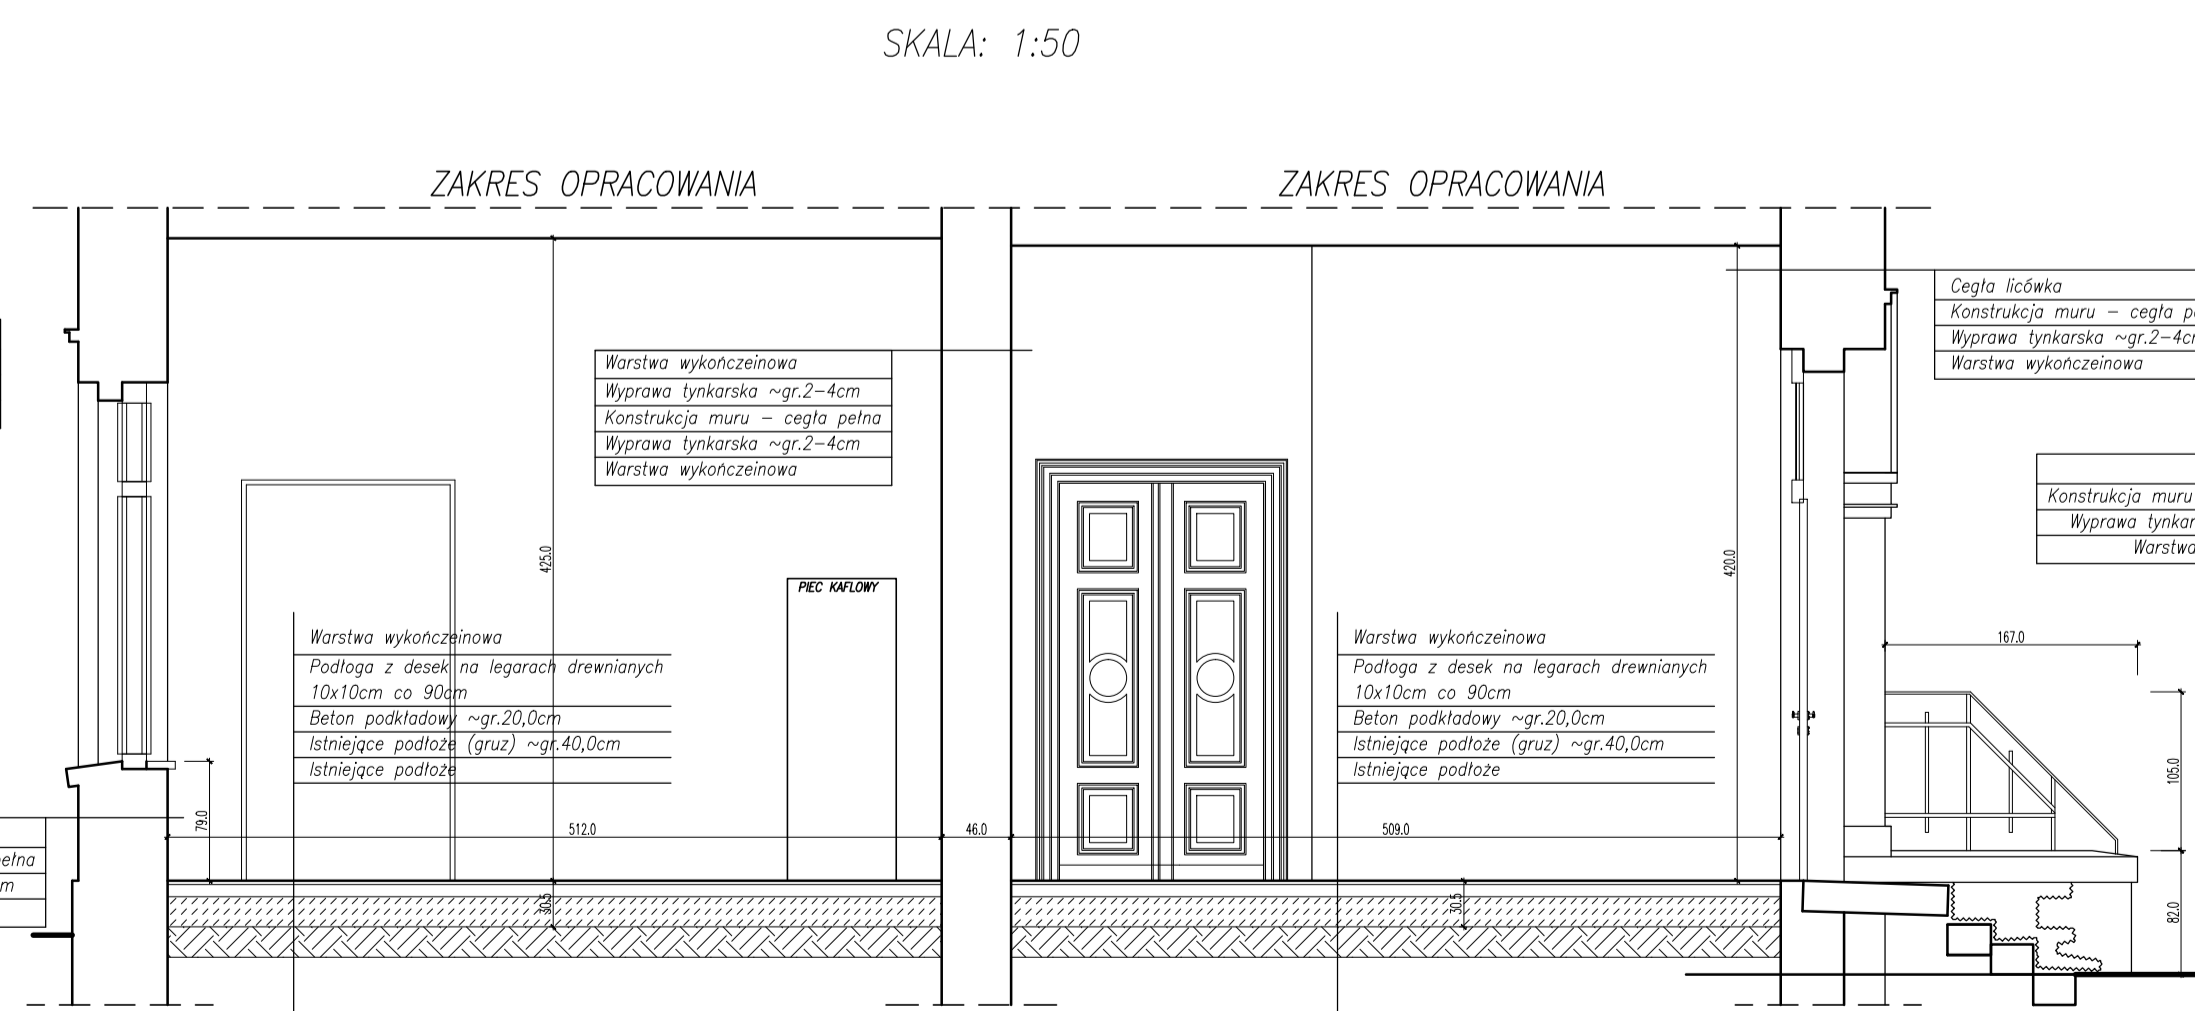 SKALA: 1:50
ZAKRES OPRACOWANIA
ZAKRES OPRACOWANIA
Warstwa wykończeinowa
Wyprawa tynkarska ~gr.2-4cm
Konstrukcja muru - cegła pełna
Wyprawa tynkarska ~gr.2-4cm
Warstwa wykończeinowa
Cegła licówka
Konstrukcja muru - cegła
Wyprawa tynkarska ~gr.2-4c
Warstwa wykończeinowa
Konstrukcja muru
Wyprawa tynkar
Warstwa
425.0
420.0
PIEC KAFLOWY
Warstwa wykończeinowa
Podłoga z desek na legarach drewnianych
10x10cm co 90cm
Beton podkładowy ~gr.20,0cm
Istniejące podłoże (gruz) ~gr.40,0cm
Istniejące podłoże
Warstwa wykończeinowa
Podłoga z desek na legarach drewnianych
10x10cm co 90cm
Beton podkładowy ~gr.20,0cm
Istniejące podłoże (gruz) ~gr.40,0cm
Istniejące podłoże
167.0
105.0
79.0
512.0
46.0
509.0
ełna
m
30.5
30.5
82.0